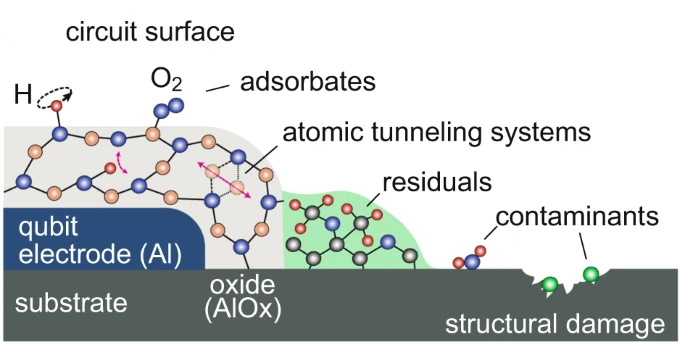 circuit surface
H
O2
adsorbates
atomic tunneling systems
residuals
contaminants
qubit
electrode (Al)
oxide
(AlOx)
substrate
structural damage